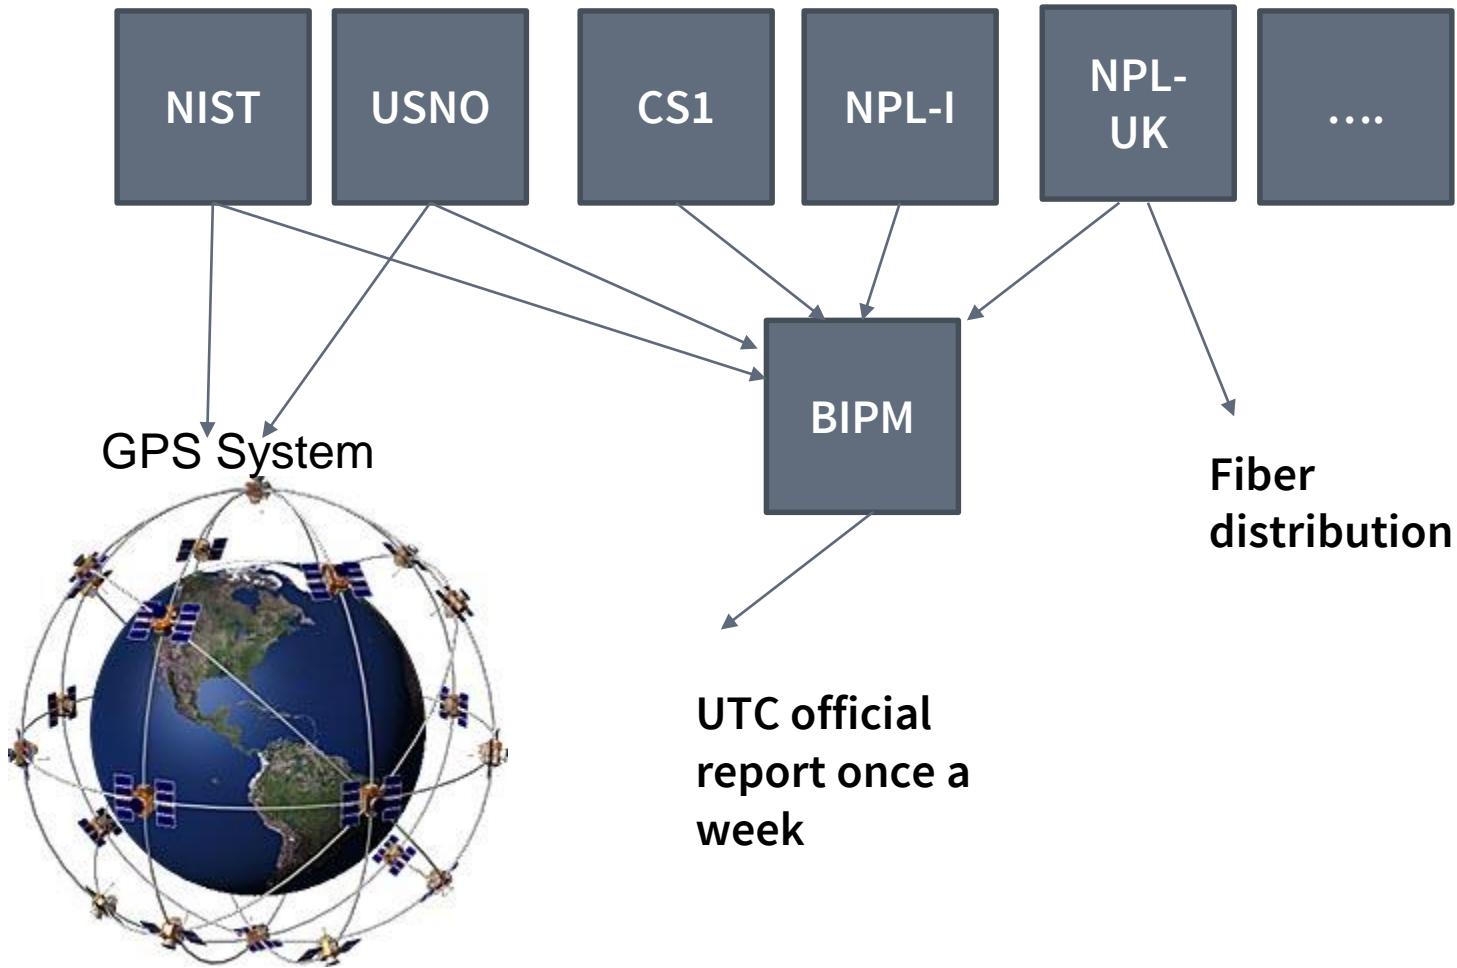 NIST
USNO
CS1
NPL-I
NPL-
UK
....
BIPM
GPS System
Fiber
distribution
UTC official
report once a
week